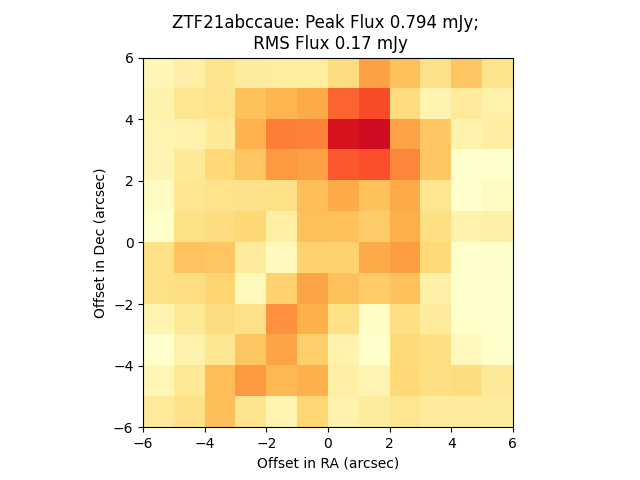 ZTF21abccaue: Peak Flux 0.794 mJy;
RMS Flux 0.17 mJy
6
4
2
0
−2
−4
−6
Offset in Dec (arcsec)
−6 −4 −2 0 2 4 6
Offset in RA (arcsec)